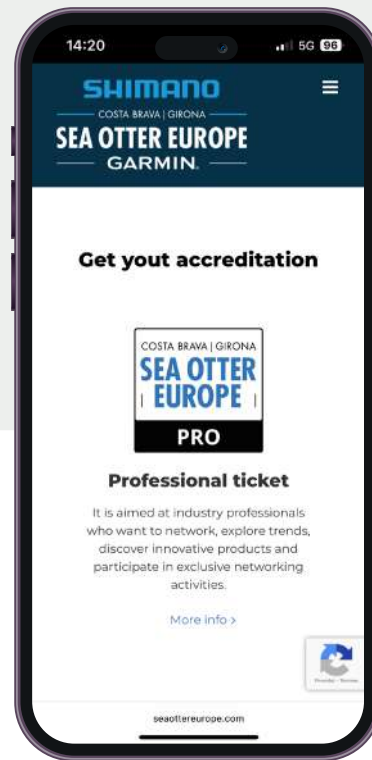 14:20
5G 96
SHIMANO
COSTA BRAVA | GIRONA
SEA OTTER EUROPE
GARMIN.
Get yout accreditation
COSTA BRAVA | GIRONA
SEA OTTER
EUROPE
PRO
Professional ticket
It is aimed at industry professionals
who want to network, explore trends,
discover innovative products and
participate in exclusive networking
activities.
More info >
seaottereurope.com